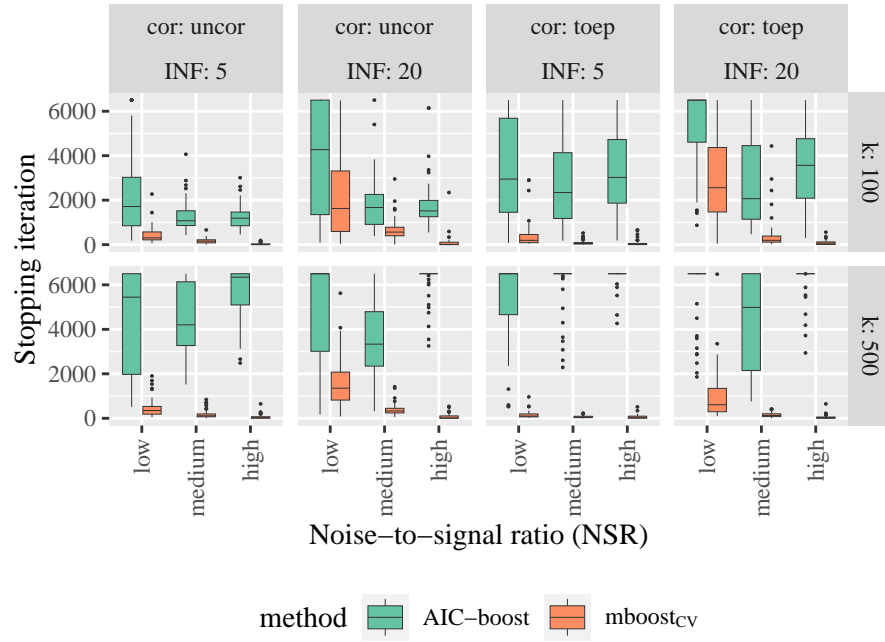 cor: uncor cor: uncor cor: toep cor: toep
INF: 5 INF: 20 INF: 5 INF: 20
6000
4000
2000
0
k: 100
6000
4000
2000
0
k: 500
Stopping iteration
low medium high low medium high low medium high low medium high
Noise−to−signal ratio (NSR)
method AIC−boost mboostCV